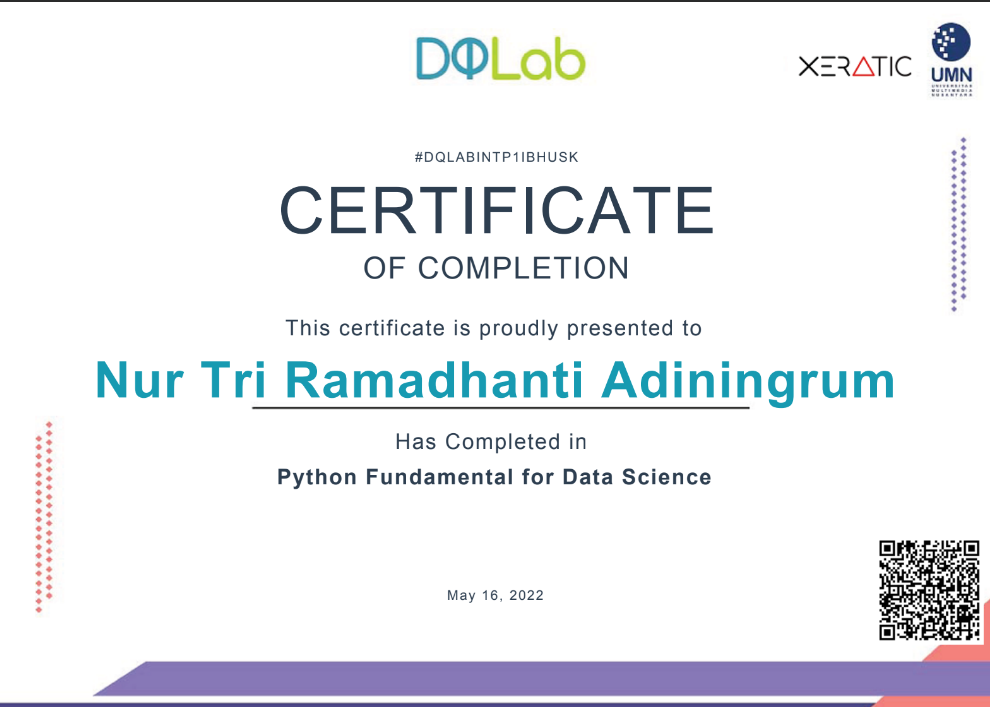 DQLab
XERATIC
UMN
UNIVERSITAS
MULTIMEDIA
NUSANTARA
#DQLABINTP1IBHUSK
CERTIFICATE
OF COMPLETION
This certificate is proudly presented to
Nur Tri Ramadhanti Adiningrum
Has Completed in
Python Fundamental for Data Science
May 16, 2022